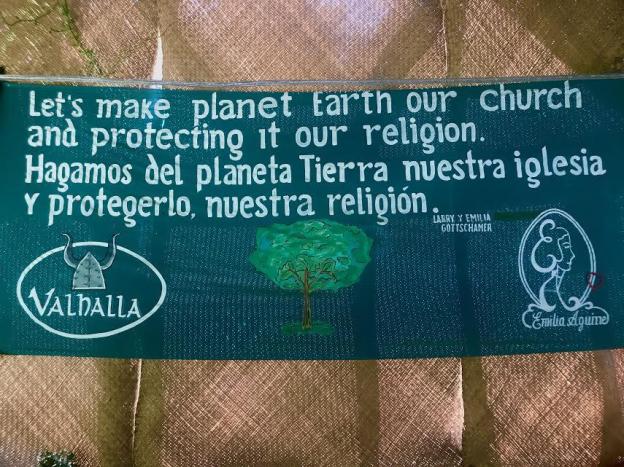 Let's make planet Earth our church
and protecting it our religion.
Hagamos del planeta Tierra nuestra iglesia
y protegerlo, nuestra religión.
LARRY Y EMILIA
GOTTSCHAMER
VALHALLA
Emilia Aguirre